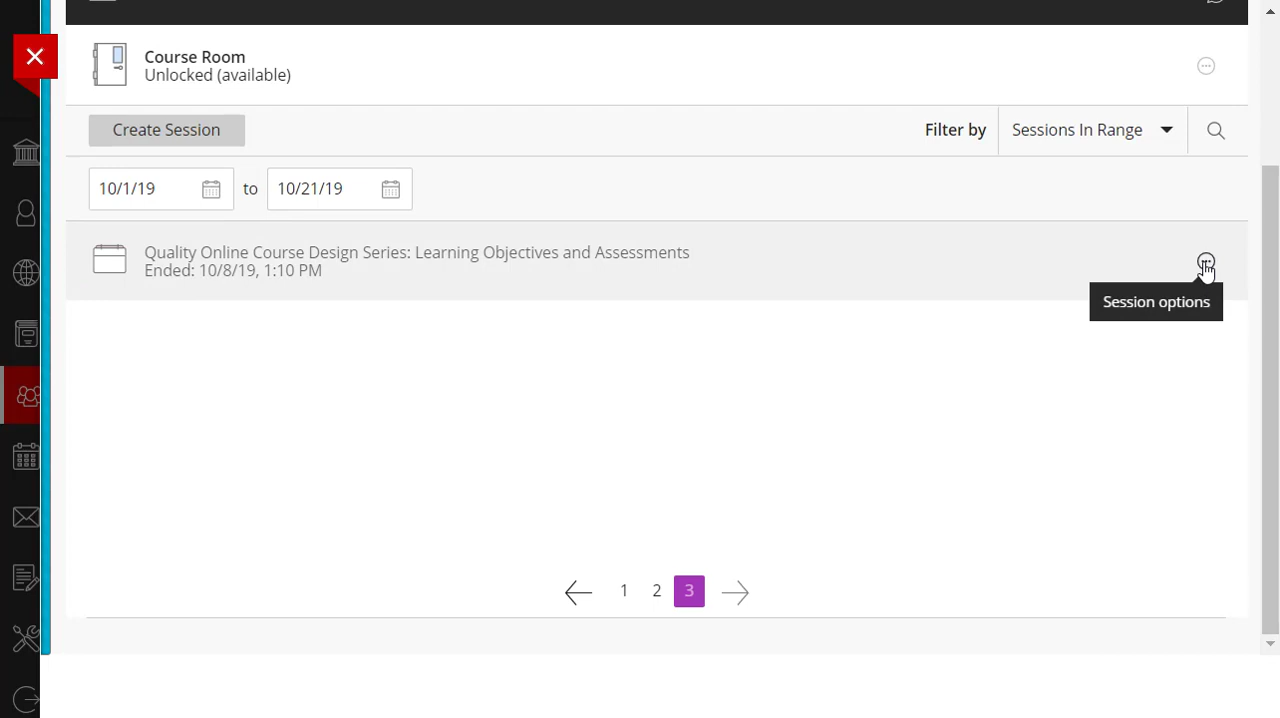 Course Room
Unlocked (available)
Create Session
Filter by
Sessions In Range
10/1/19 to 10/21/19
Quality Online Course Design Series: Learning Objectives and Assessments
Ended: 10/8/19, 1:10 PM
Session options
1 2 3